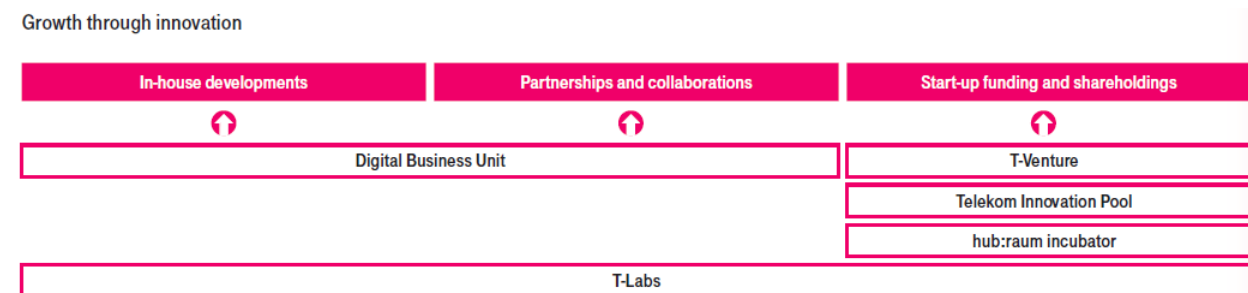 Growth through innovation
In-house developments
Partnerships and collaborations
Start-up funding and shareholdings
Digital Business Unit
T-Venture
Telekom Innovation Pool
hub:raum incubator
T-Labs